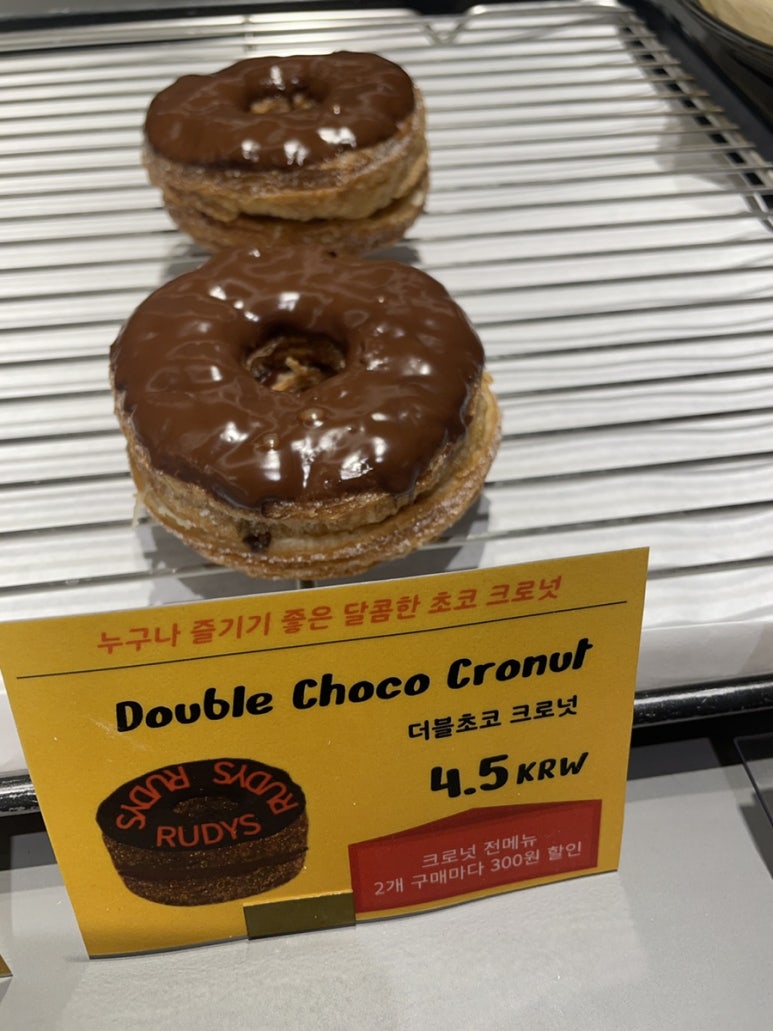 누구나 즐기기 좋은 달콤한 초코 크로넛
Double Choco Cronut
더블초코 크로넛
4.5 KRW
RUDYS RUDYS
RUDYS RUDYS
크로넛 전메뉴
2개 구매마다 300원 할인